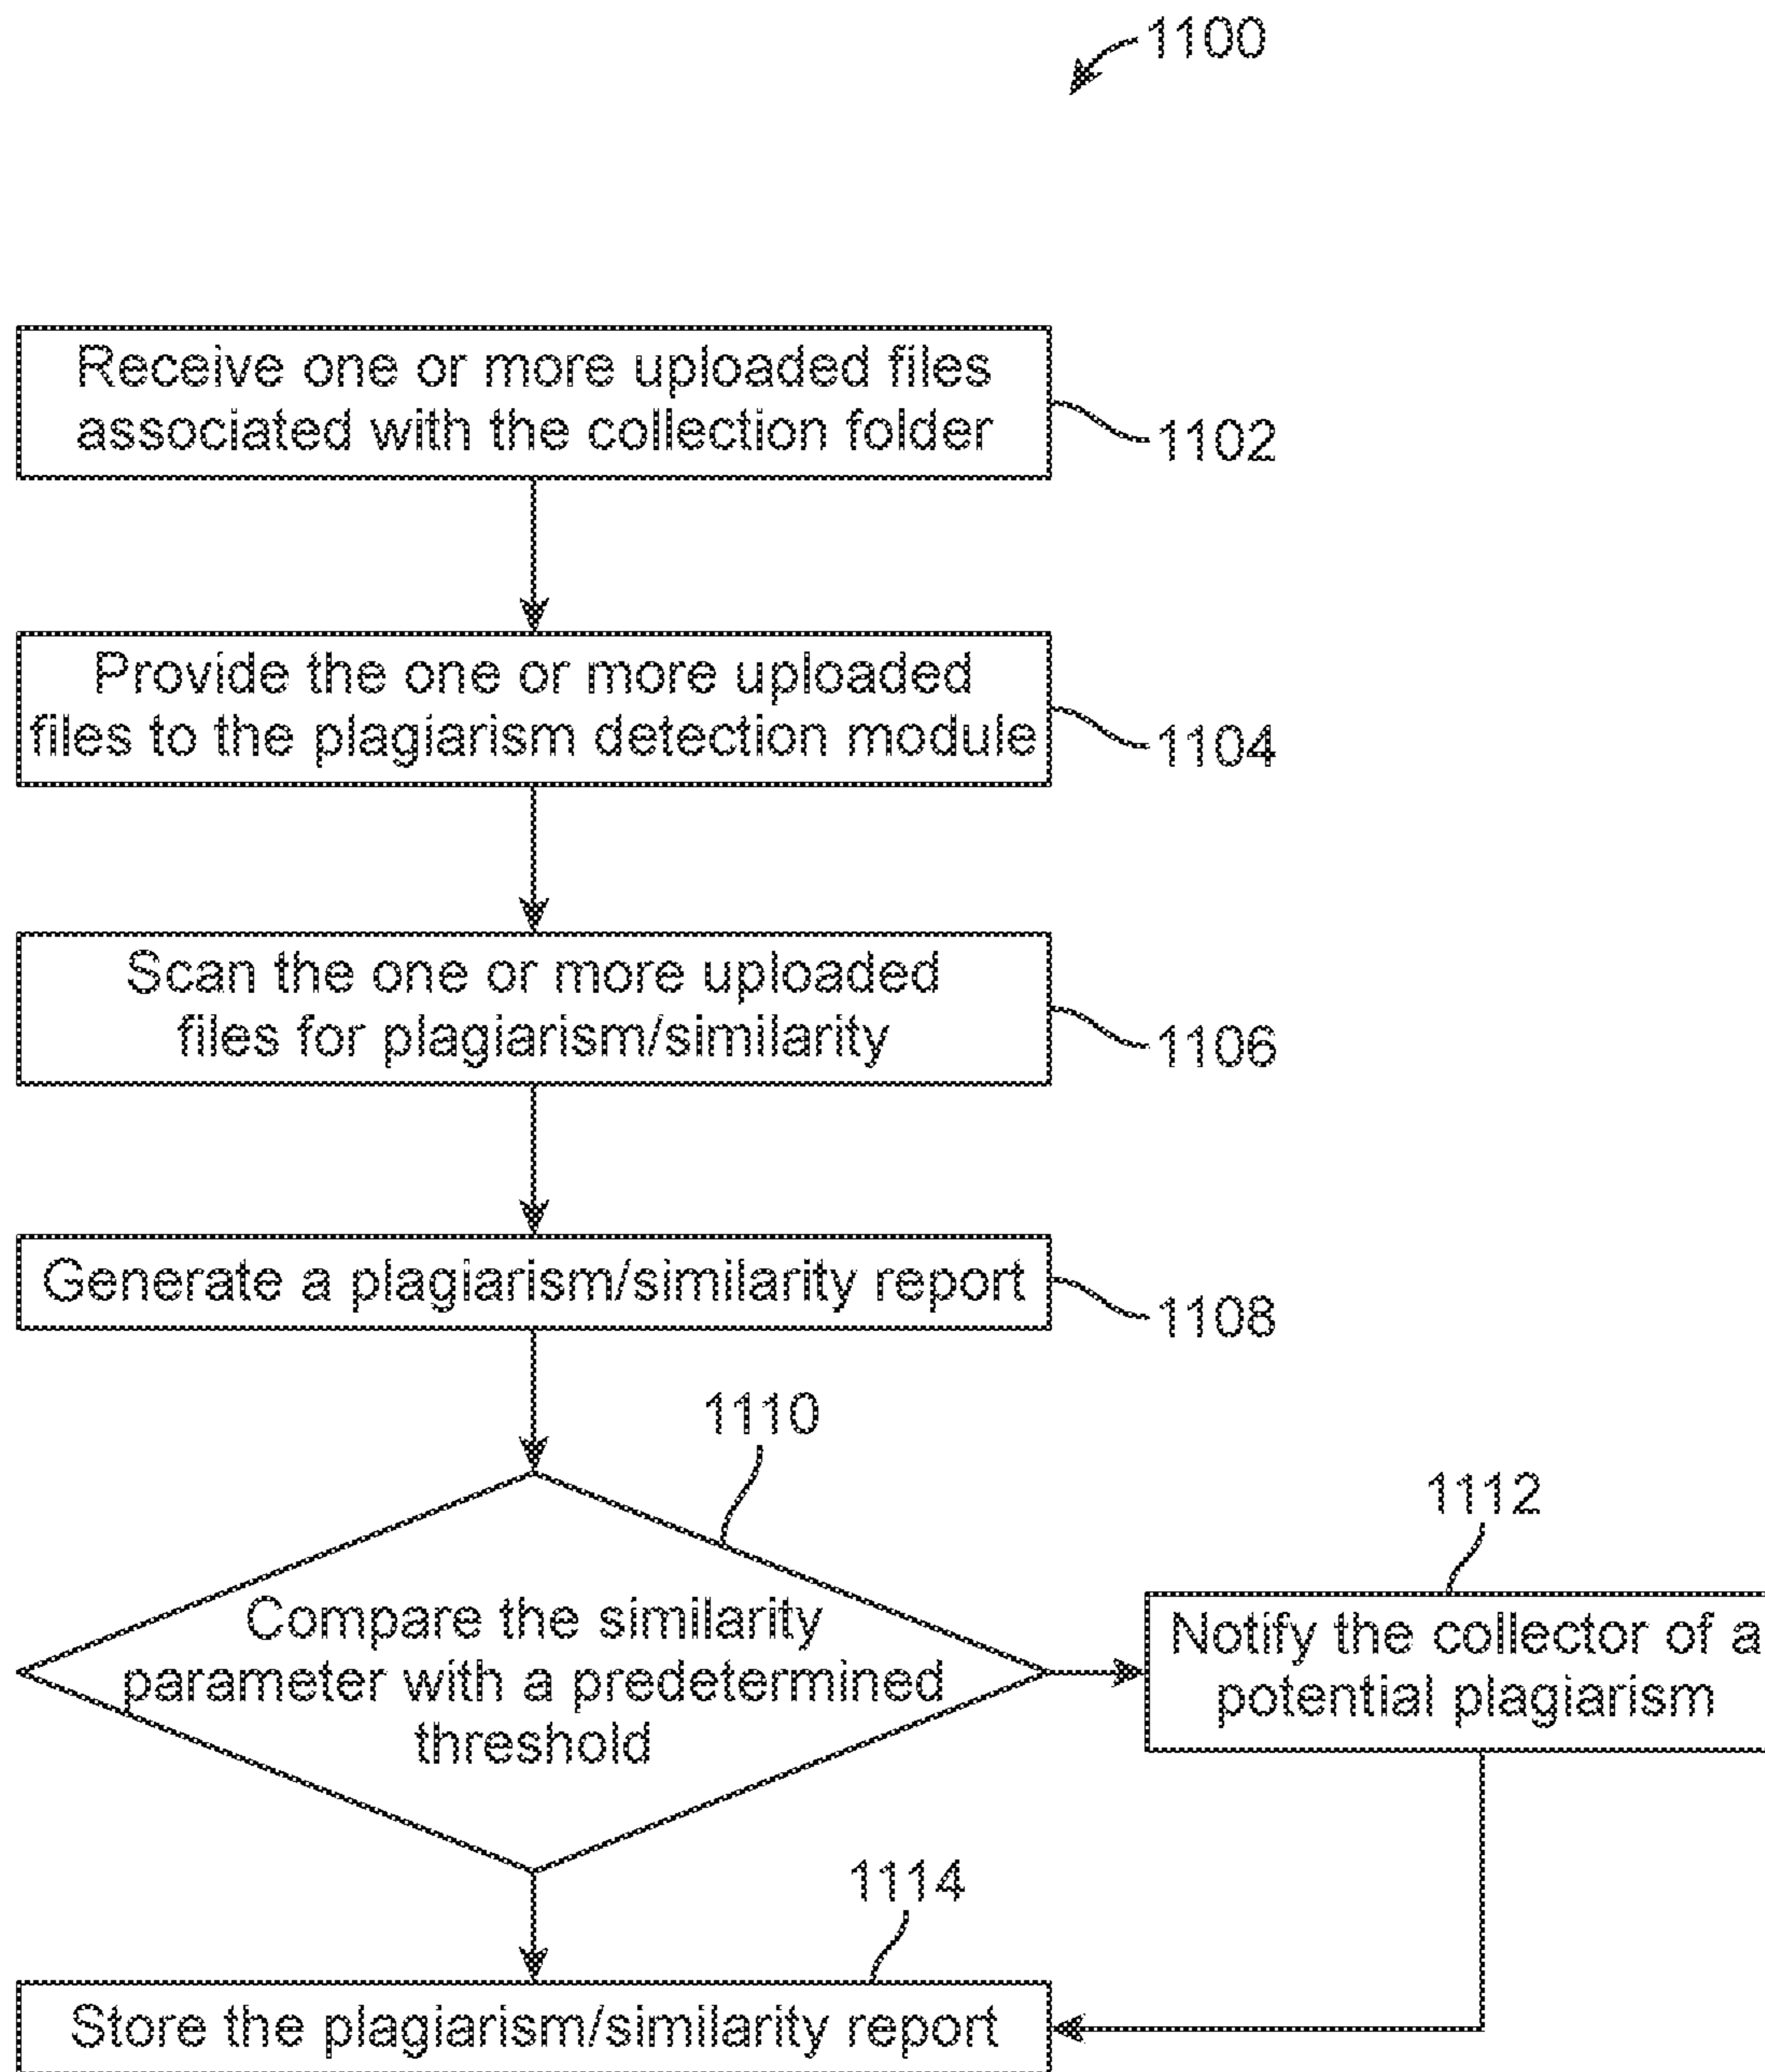 1100
Receive one or more uploaded files
associated with the collection folder
1102
Provide the one or more uploaded
files to the plagiarism detection module
1104
Scan the one or more uploaded
files for plagiarism/similarity
1106
Generate a plagiarism/similarity report
1108
1110
Compare the similarity
parameter with a predetermined
threshold
1112
Notify the collector of a
potential plagiarism
1114
Store the plagiarism/similarity report